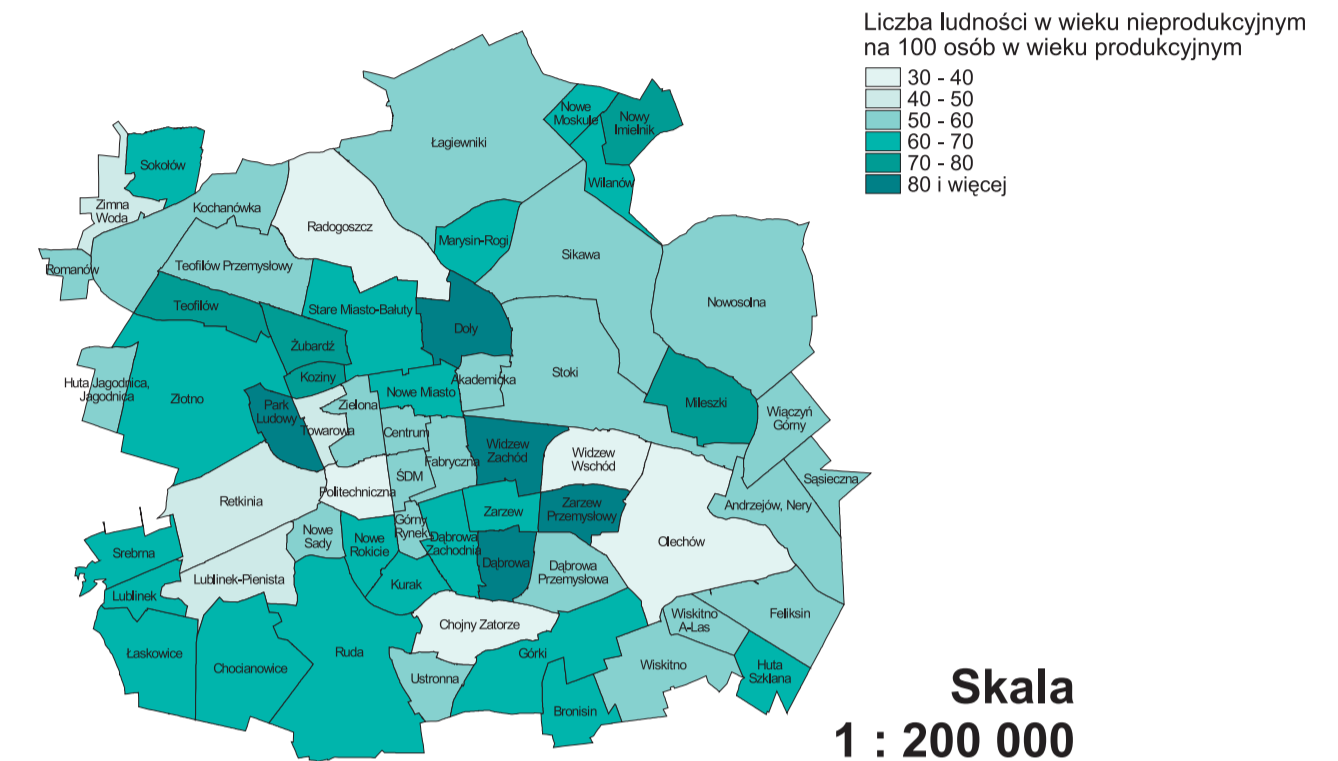 Liczba ludności w wieku nieprodukcyjnym
na 100 osób w wieku produkcyjnym
30 - 40
40 - 50
50 - 60
60 - 70
70 - 80
80 i więcej
Nowe
Moskule
Nowy
Imielnik
Łagiewniki
Sokołów
Wilanów
Zimna
Woda
Kochanówka
Radogoszcz
Marysin-Rogi
Sikawa
Romanów
Teofilów Przemysłowy
Nowosolna
Teofilów
Stare Miasto-Bałuty
Doły
Żubardź
Stoki
Huta Jagodnica,
Jagodnica
Złotno
Koziny
Nowe Miasto
Akademicka
Park
Ludowy
Zielona
Mileszki
Wiączyń
Górny
Towarowa
Centrum
Widzew
Zachód
Widzew
Wschód
Fabryczna
ŚDM
Sąsieczna
Retkinia
Politechniczna
Andrzejów, Nery
Zarzew
Zarzew
Przemysłowy
Nowe
Sady
Górny
Rynek
Nowe
Rokicie
Dąbrowa
Zachodnia
Olechów
Srebrna
Dąbrowa
Dąbrowa
Przemysłowa
Lublinek-Pienista
Kurak
Lublinek
Wiskitno
A-Las
Feliksin
Chojny Zatorze
Łaskowice
Chocianowice
Ruda
Górki
Wiskitno
Huta
Szklana
Ustronna
Bronisin
Skala
1 : 200 000